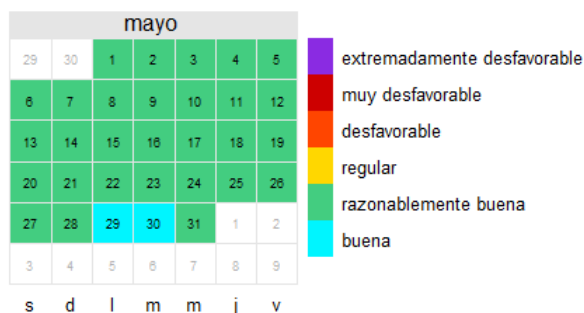 mayo
29 30 1 2 3 4 5
6 7 8 9 10 11 12
13 14 15 16 17 18 19
20 21 22 23 24 25 26
27 28 29 30 31 1 2
3 4 5 6 7 8 9
s d l m m j v
extremadamente desfavorable
muy desfavorable
desfavorable
regular
razonablemente buena
buena